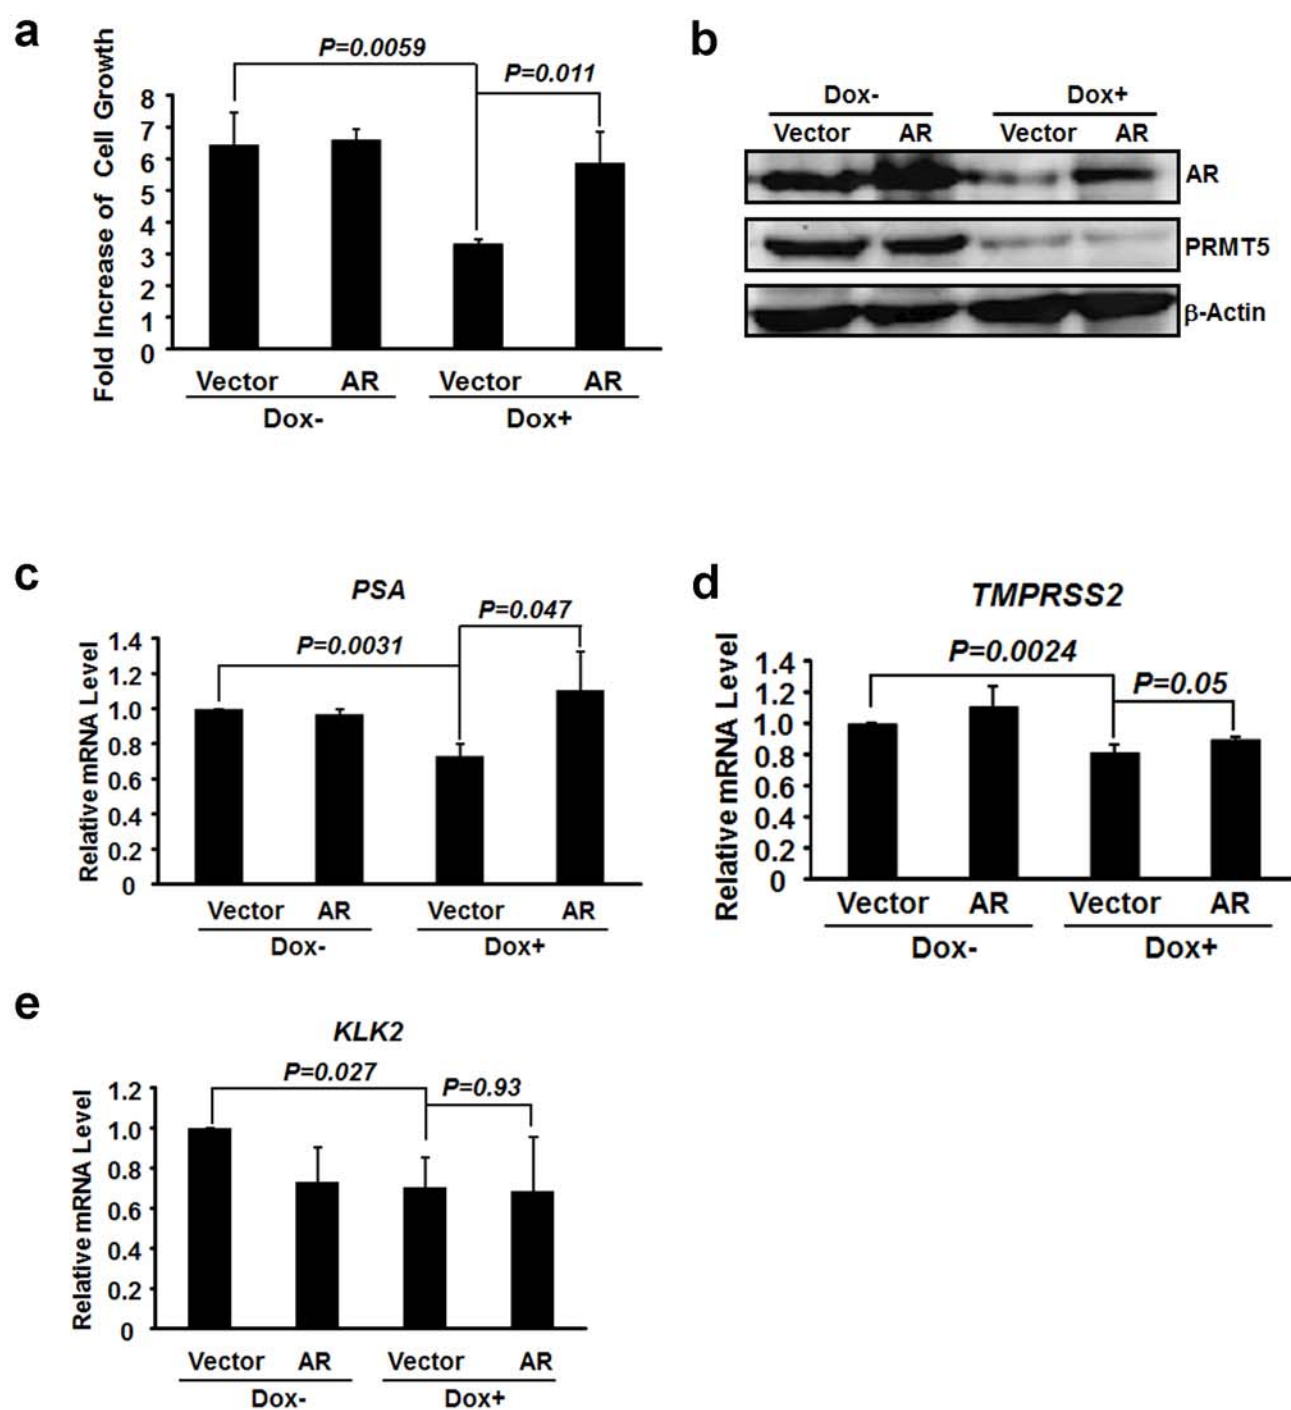 a
P=0.0059
P=0.011
Fold Increase of Cell Growth
8
7
6
5
4
3
2
1
0
Vector AR Vector AR
Dox- Dox+
b
Dox- Dox+
Vector AR Vector AR
AR
PRMT5
β-Actin
c
PSA
P=0.047
P=0.0031
Relative mRNA Level
1.4
1.2
1.0
0.8
0.6
0.4
0.2
0
Vector AR Vector AR
Dox- Dox+
d
TMPRSS2
P=0.0024
P=0.05
Relative mRNA Level
1.4
1.2
1.0
0.8
0.6
0.4
0.2
0
Vector AR Vector AR
Dox- Dox+
e
KLK2
P=0.027
P=0.93
Relative mRNA Level
1.2
1.0
0.8
0.6
0.4
0.2
0
Vector AR Vector AR
Dox- Dox+